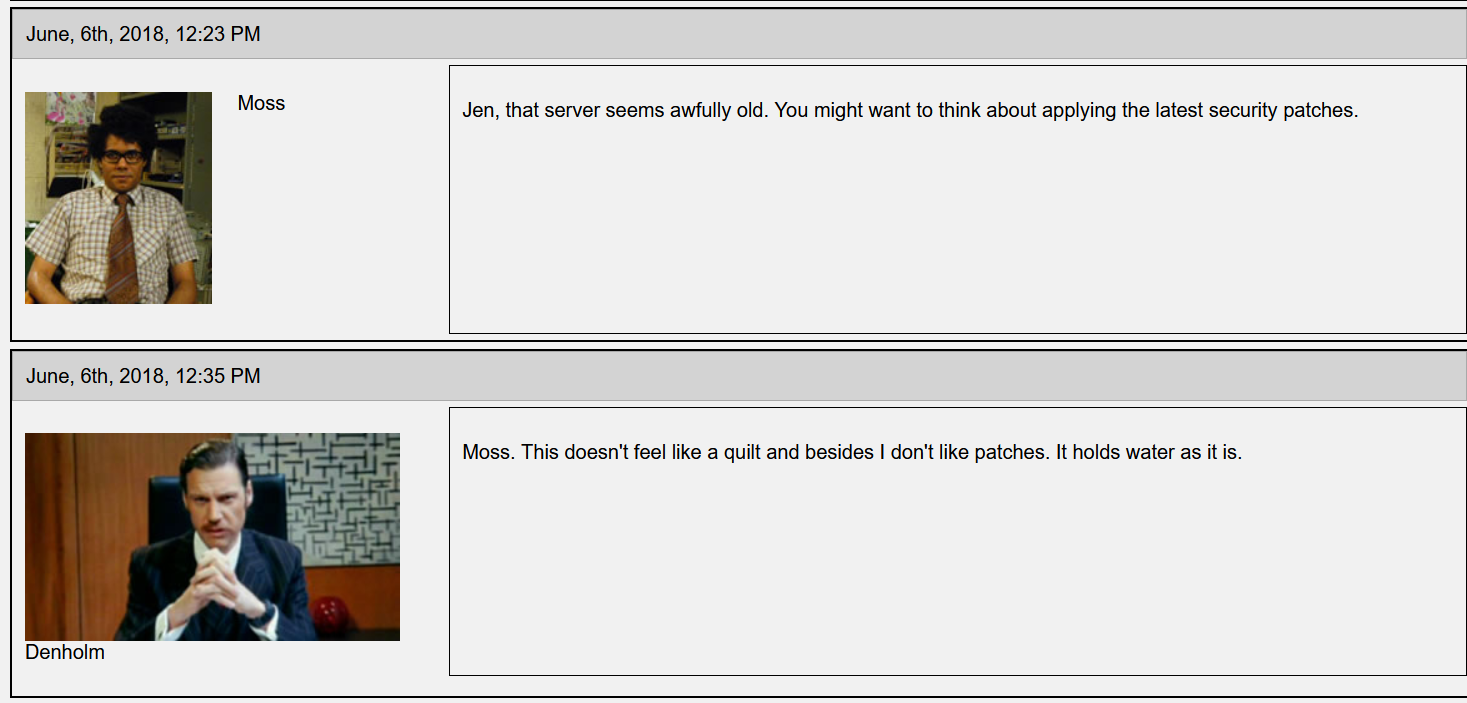 June, 6th, 2018, 12:23 PM
Moss
Jen, that server seems awfully old. You might want to think about applying the latest security patches.
June, 6th, 2018, 12:35 PM
Moss. This doesn't feel like a quilt and besides I don't like patches. It holds water as it is.
Denholm